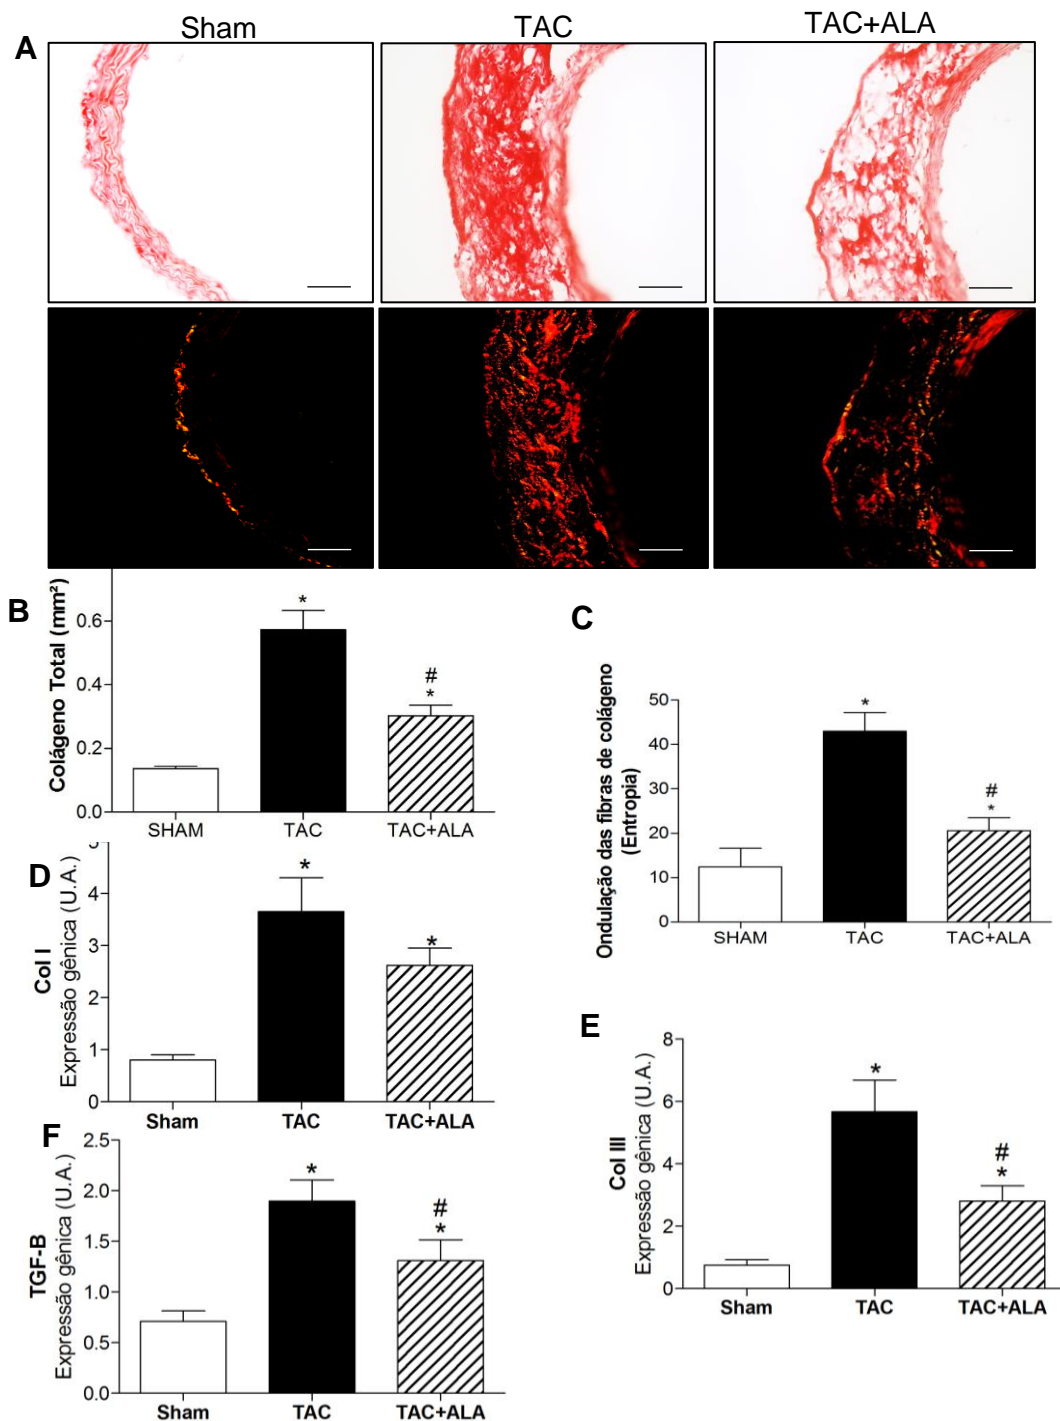 Sham TAC TAC+ALA
A
B
Colágeno Total (mm²)
0.6
0.4
0.2
0.0
*
#
*
SHAM TAC TAC+ALA
C
Ondulação das fibras de colágeno
(Entropia)
50
40
30
20
10
0
*
#
*
SHAM TAC TAC+ALA
D
Col I
Expressão gênica (U.A.)
5
4
3
2
1
0
*
*
Sham TAC TAC+ALA
E
Col III
Expressão gênica (U.A.)
8
6
4
2
0
*
#
*
Sham TAC TAC+ALA
F
TGF-B
Expressão gênica (U.A.)
2.5
2.0
1.5
1.0
0.5
0.0
*
#
*
Sham TAC TAC+ALA